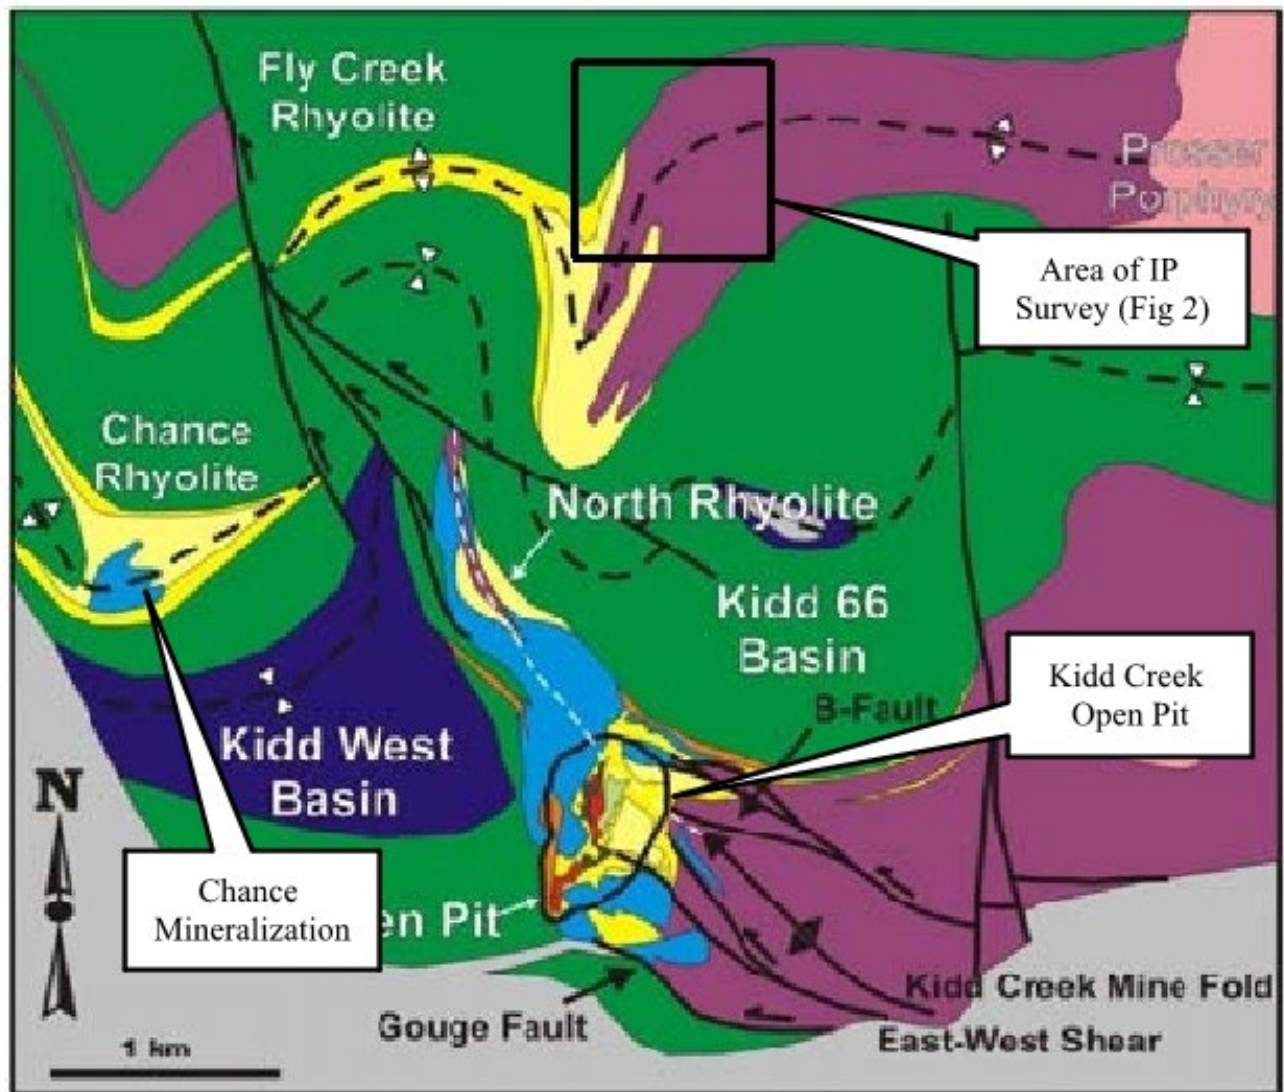 Fly Creek
Rhyolite
Prosser
Porphyry
Area of IP
Survey (Fig 2)
Chance
Rhyolite
North Rhyolite
Kidd 66
Basin
Kidd Creek
Open Pit
B-Fault
Kidd West
Basin
N
Chance
Mineralization
en Pit
Kidd Creek Mine Fold
Gouge Fault
East-West Shear
1 km